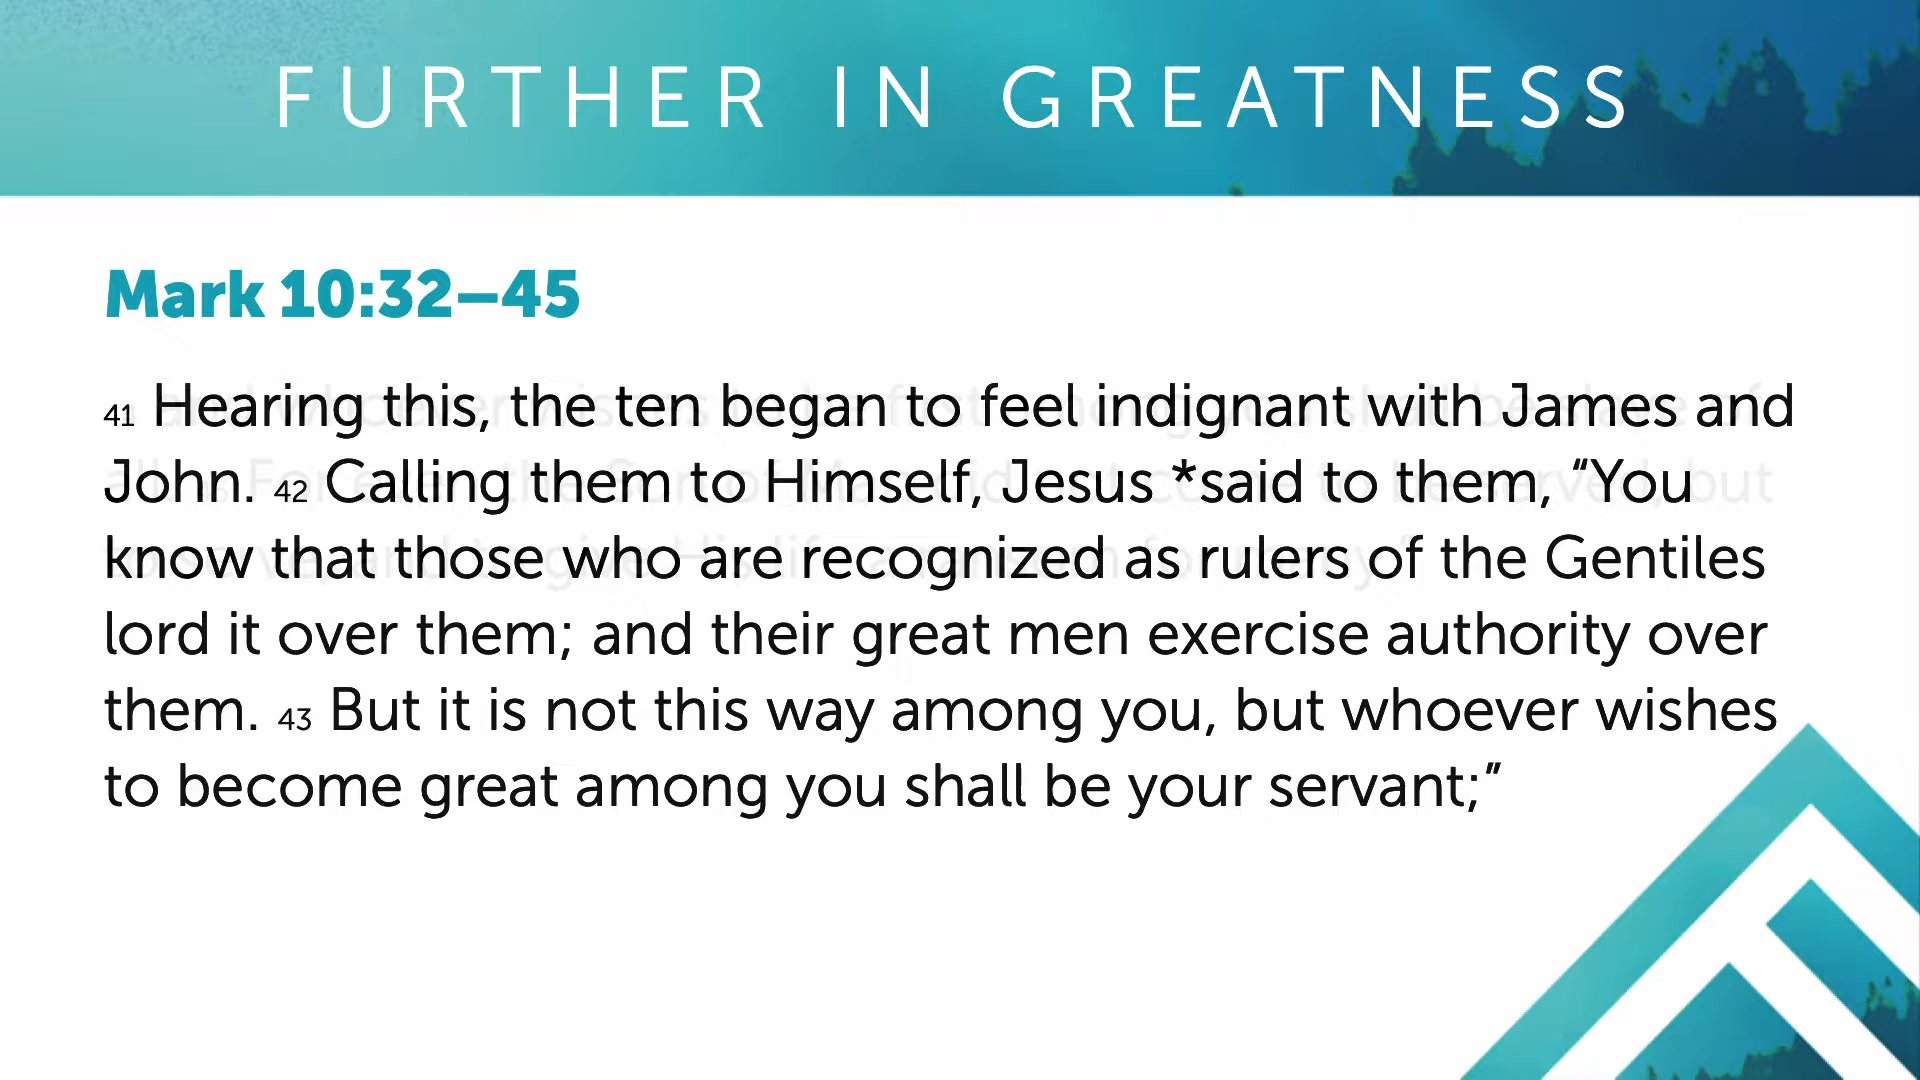 FURTHER IN GREATNESS
Mark 10:32–45
41 Hearing this, the ten began to feel indignant with James and
John. 42 Calling them to Himself, Jesus *said to them, “You
know that those who are recognized as rulers of the Gentiles
lord it over them; and their great men exercise authority over
them. 43 But it is not this way among you, but whoever wishes
to become great among you shall be your servant;”